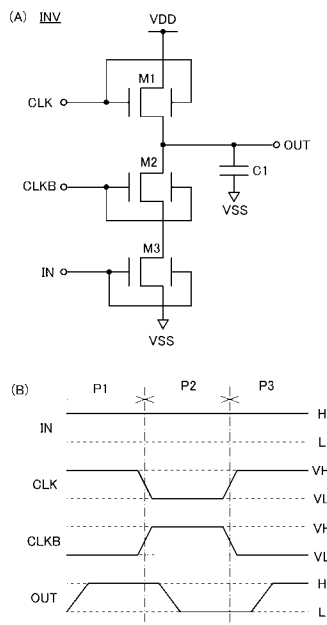 (A) INV
VDD
M1
CLK
OUT
M2
C1
CLKB
VSS
M3
IN
VSS
(B)
P1 P2 P3
IN
H
L
CLK
VH
VL
CLKB
VH
VL
OUT
H
L